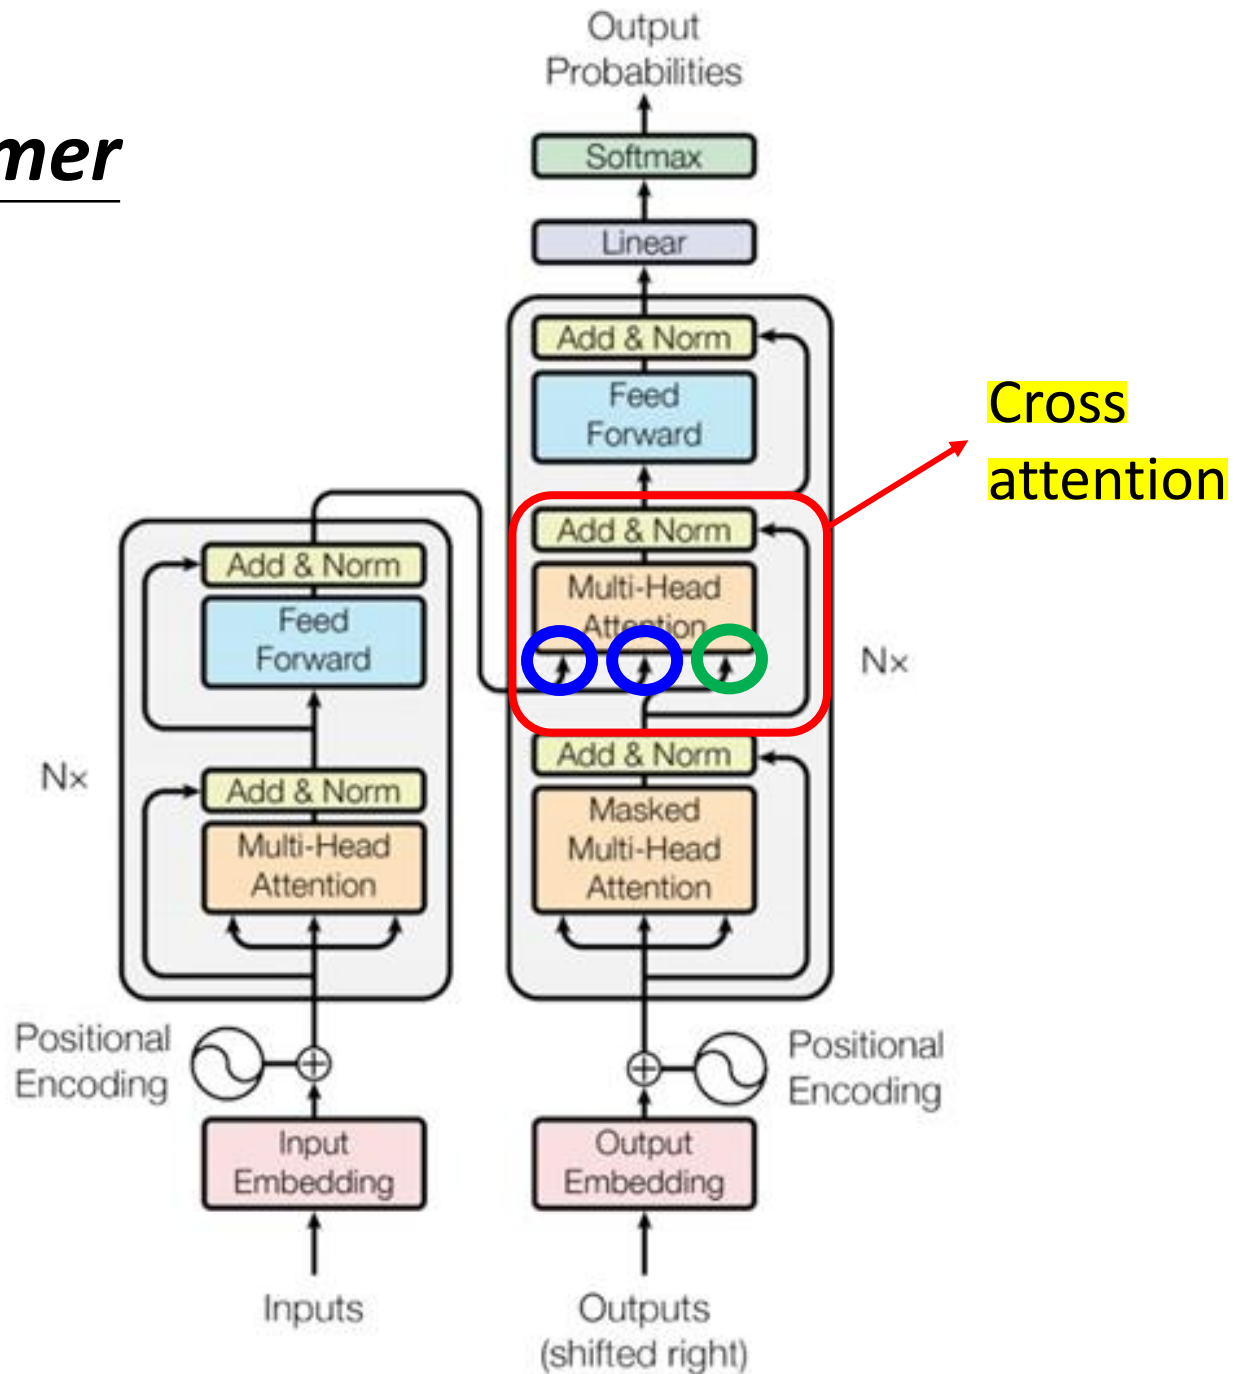 mer
Output
Probabilities
Softmax
Linear
Add & Norm
Feed
Forward
Cross
attention
Add & Norm
Multi-Head
Attention
Nx
Add & Norm
Masked
Multi-Head
Attention
Add & Norm
Feed
Forward
Nx
Add & Norm
Multi-Head
Attention
Positional
Encoding
Positional
Encoding
Input
Embedding
Output
Embedding
Inputs
Outputs
(shifted right)